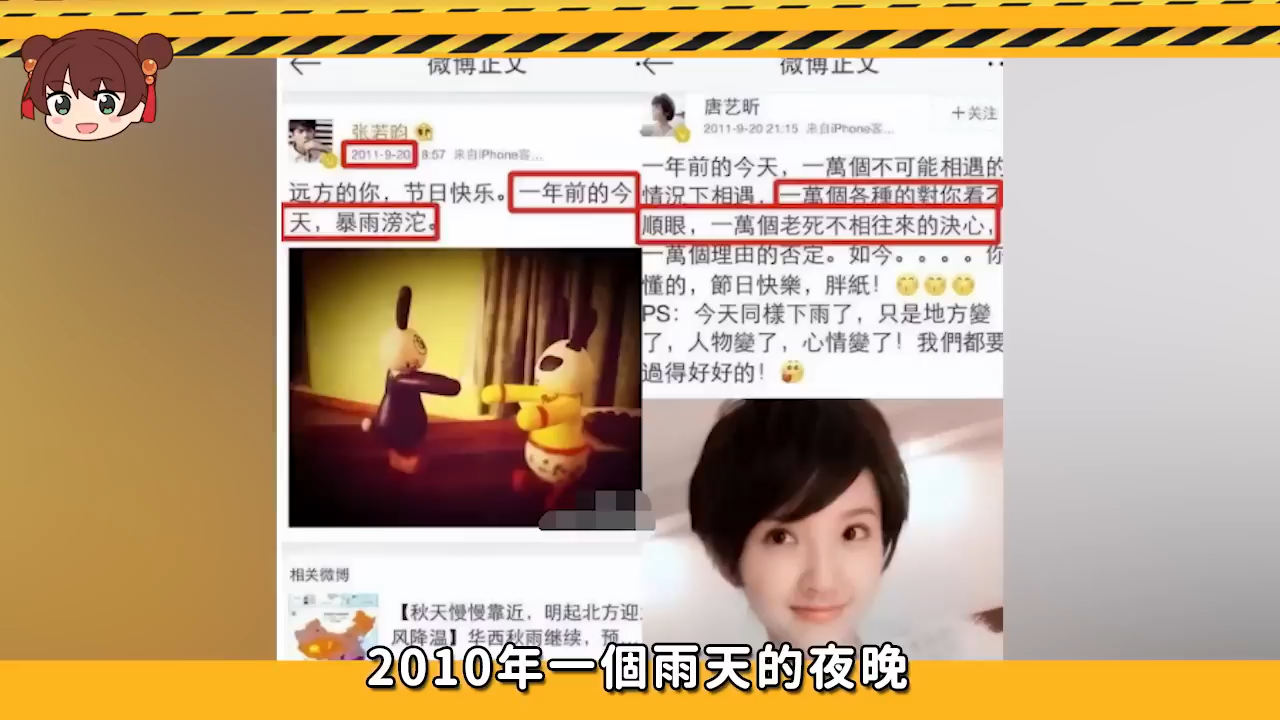 微博正文
张若昀
2011-9-20 8:57 来自iPhone客...
远方的你，节日快乐。一年前的今
天，暴雨滂沱。
相关微博
【秋天慢慢靠近，明起北方迎
风降温】华西秋雨继续，预...
微博正文
唐艺昕
+关注
2011-9-20 21:15 来自iPhone客...
一年前的今天，一萬個不可能相遇的
情況下相遇，一萬個各種的對你看不
順眼，一萬個老死不相往來的決心，
一萬個理由的否定。如今。。。。你
懂的，節日快樂，胖紙！
PS：今天同樣下雨了，只是地方變
了，人物變了，心情變了！我們都要
過得好好的！
2010年一個雨天的夜晚